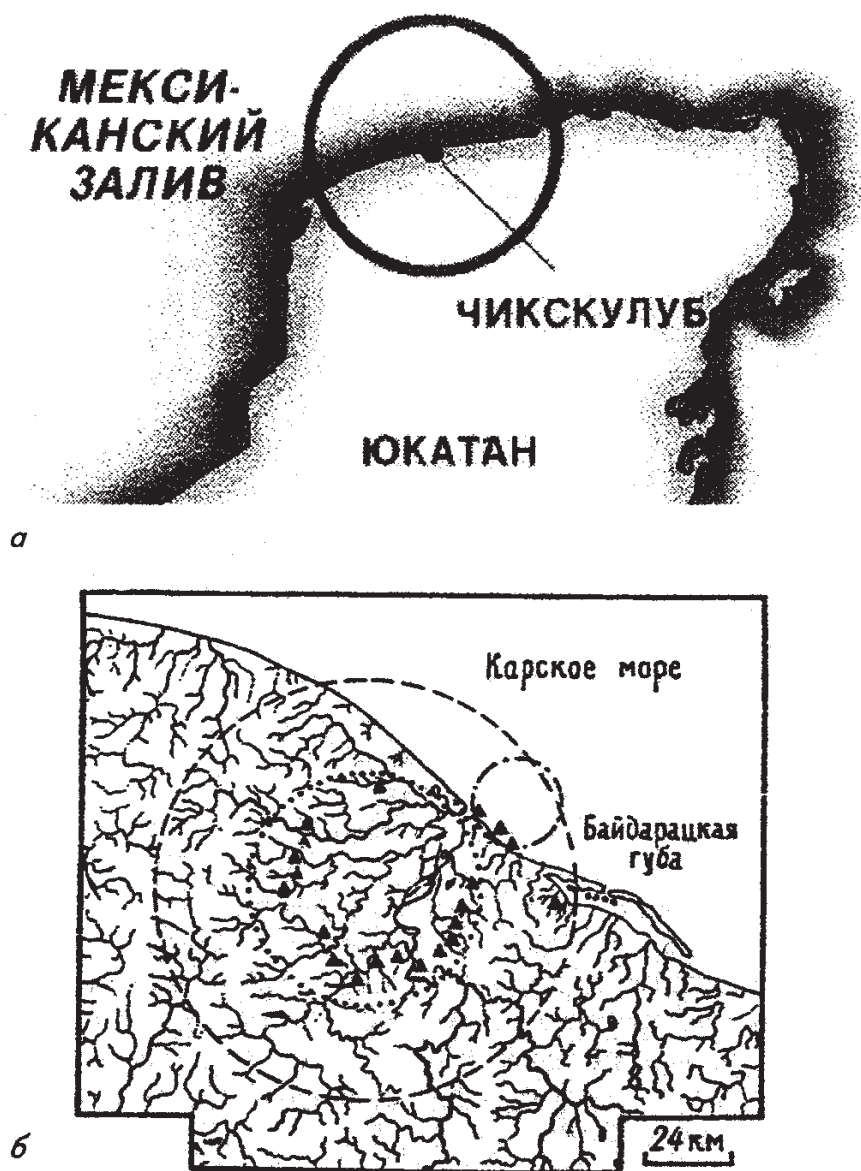 МЕКСИ-
КАНСКИЙ
ЗАЛИВ
ЧИКСКУЛУБ
ЮКАТАН
а
Карское море
Байдарацкая
губа
24 км
б